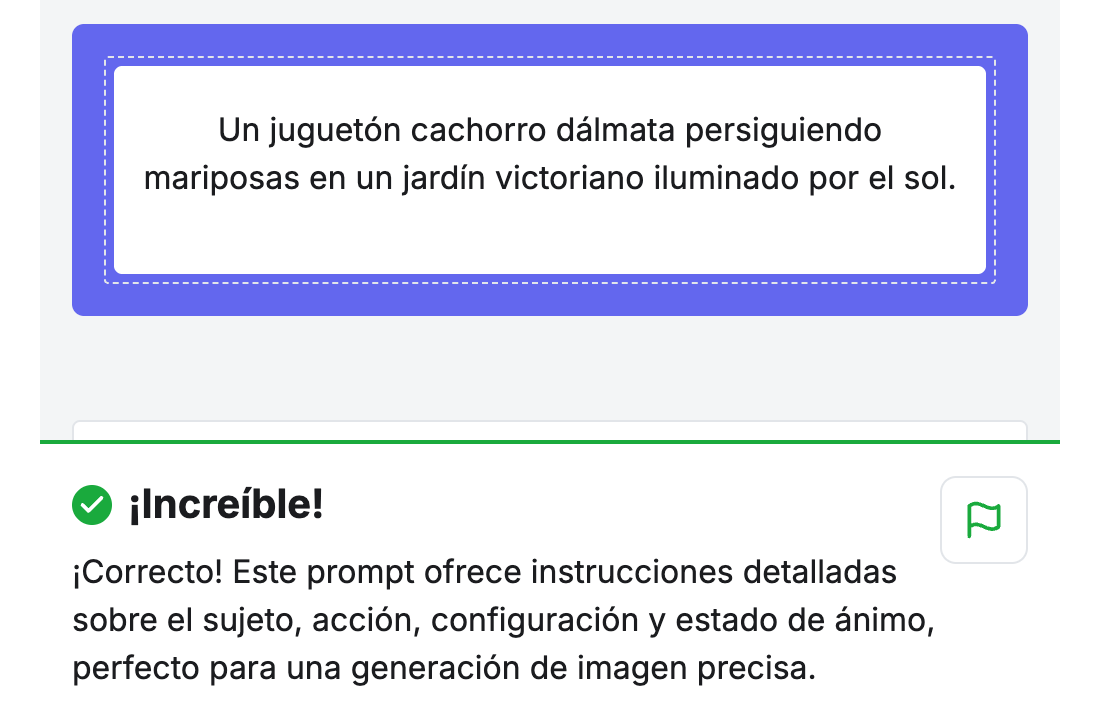 Un juguetón cachorro dálmata persiguiendo
mariposas en un jardín victoriano iluminado por el sol.
¡Increíble!
¡Correcto! Este prompt ofrece instrucciones detalladas
sobre el sujeto, acción, configuración y estado de ánimo,
perfecto para una generación de imagen precisa.